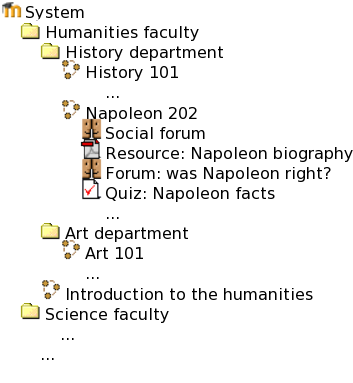 System
Humanities faculty
History department
History 101
...
Napoleon 202
Social forum
Resource: Napoleon biography
Forum: was Napoleon right?
Quiz: Napoleon facts
...
Art department
Art 101
...
Introduction to the humanities
Science faculty
...
...